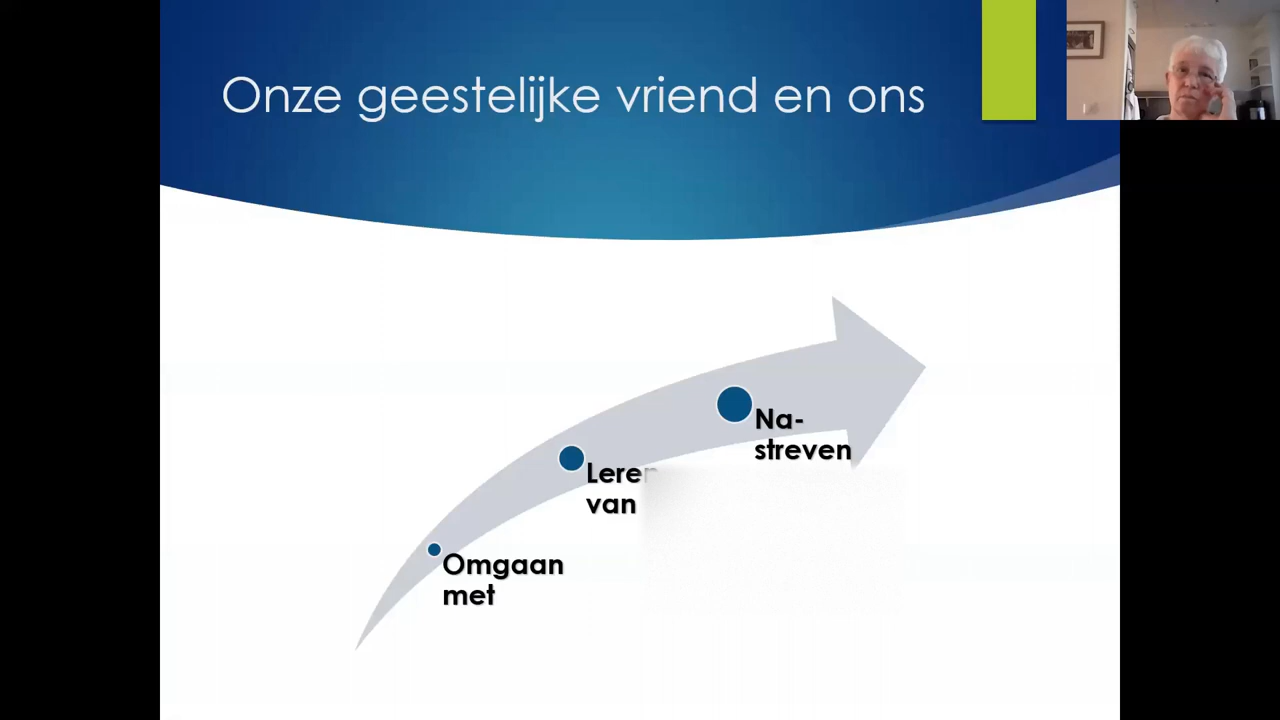 Onze geestelijke vriend en ons
Na-
streven
Leren
van
Omgaan
met